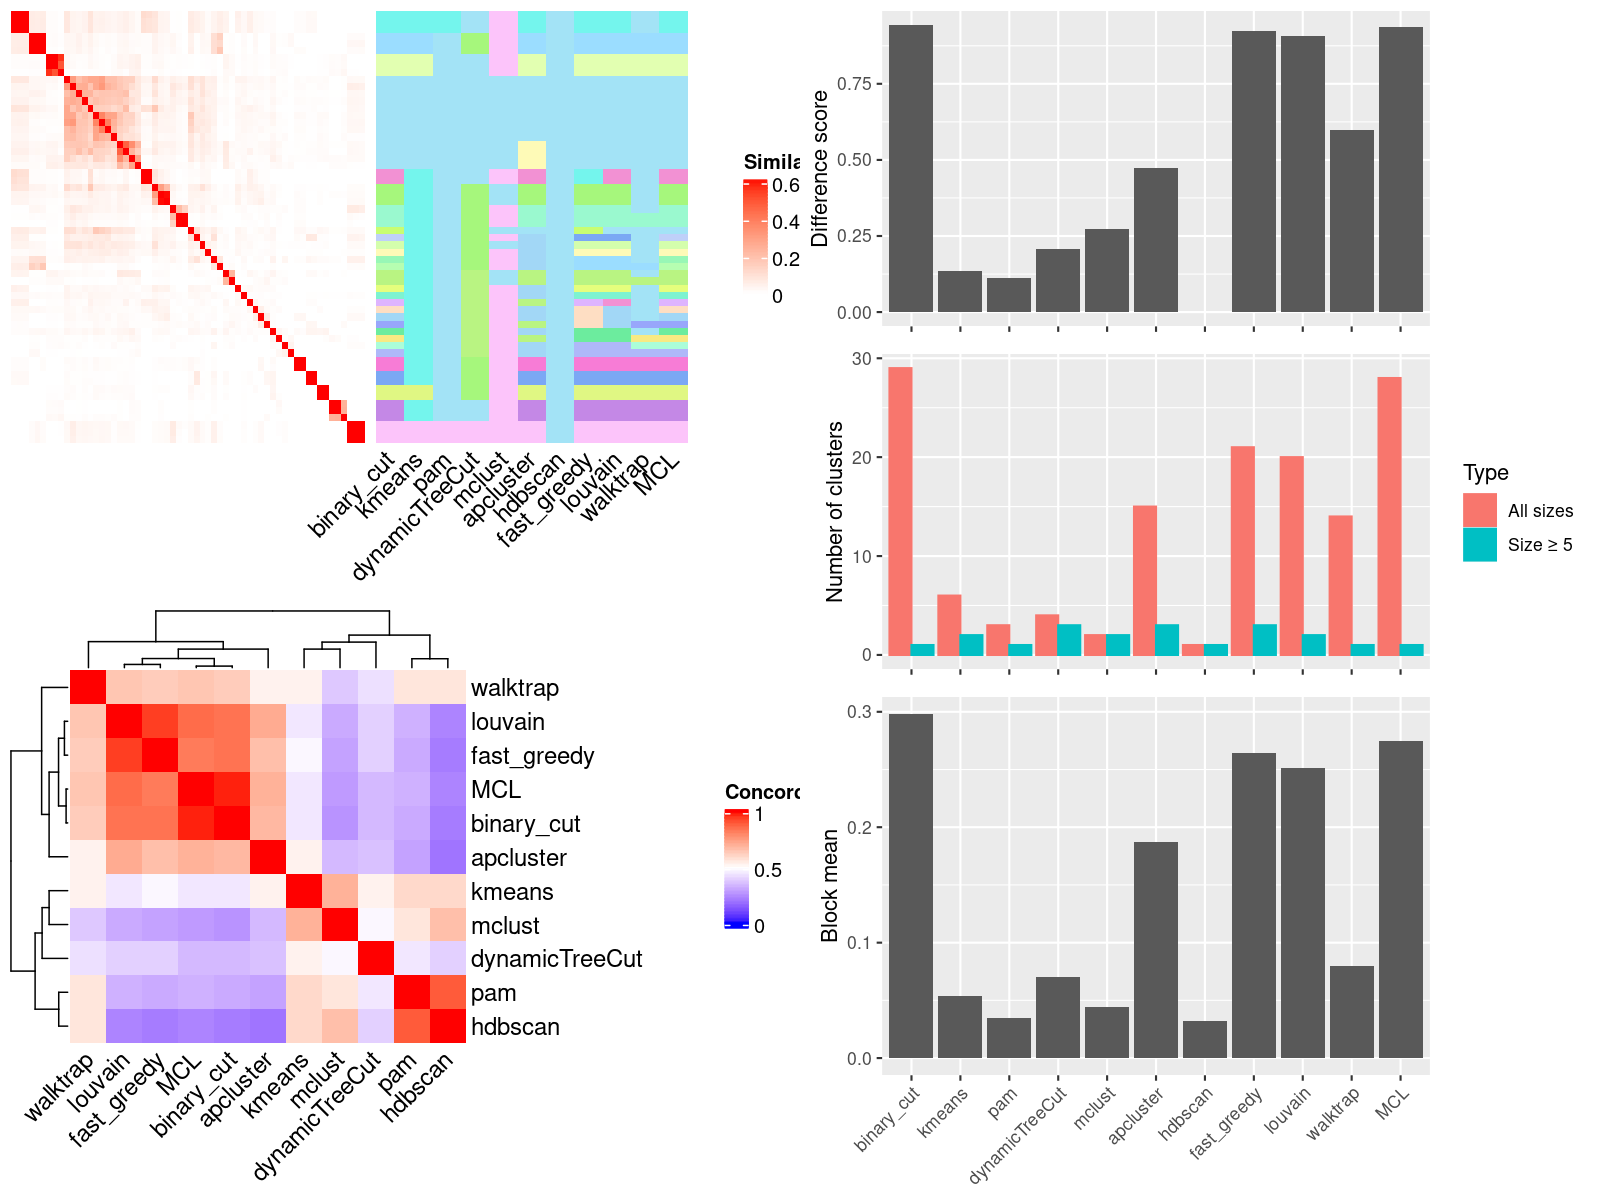 Simila
0.6
0.4
0.2
0
binary_cut
kmeans
pam
dynamicTreeCut
mclust
apcluster
hdbscan
fast_greedy
louvain
walktrap
MCL
Difference score
0.75
0.50
0.25
0.00
Number of clusters
30
20
10
0
Type
All sizes
Size ≥ 5
Block mean
0.3
0.2
0.1
0.0
binary_cut
kmeans
pam
dynamicTreeCut
mclust
apcluster
hdbscan
fast_greedy
louvain
walktrap
MCL
walktrap
louvain
fast_greedy
MCL
binary_cut
apcluster
kmeans
mclust
dynamicTreeCut
pam
hdbscan
Concord
1
0.5
0
walktrap
louvain
fast_greedy
MCL
binary_cut
apcluster
kmeans
mclust
dynamicTreeCut
pam
hdbscan